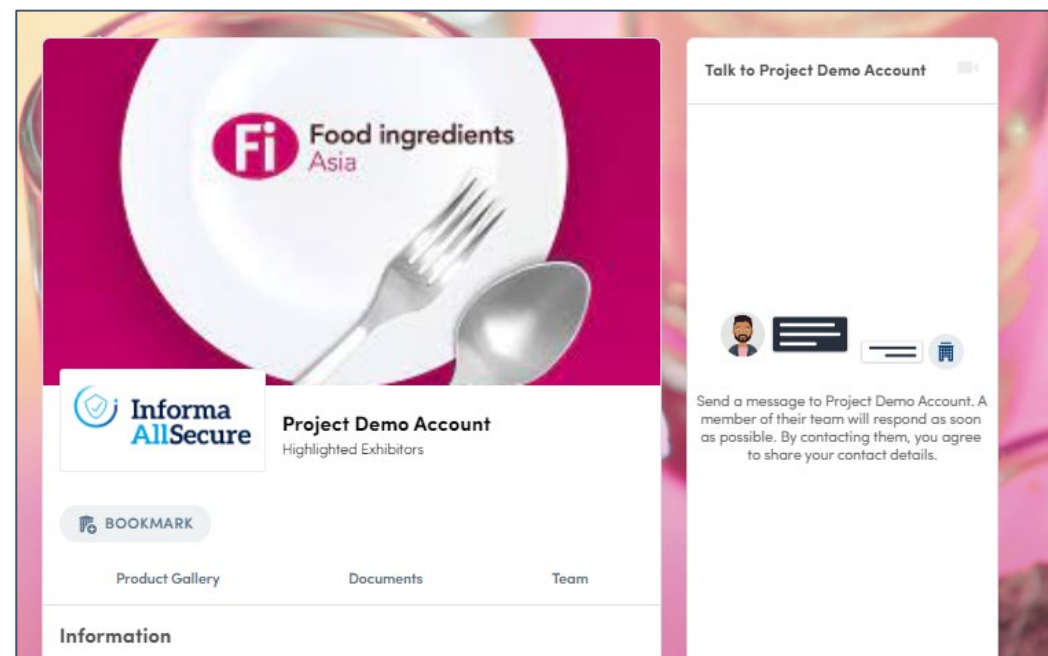 Fi
Food ingredients
Asia
Informa
AllSecure
Project Demo Account
Highlighted Exhibitors
BOOKMARK
Product Gallery
Documents
Team
Information
Talk to Project Demo Account
Send a message to Project Demo Account. A
member of their team will respond as soon
as possible. By contacting them, you agree
to share your contact details.